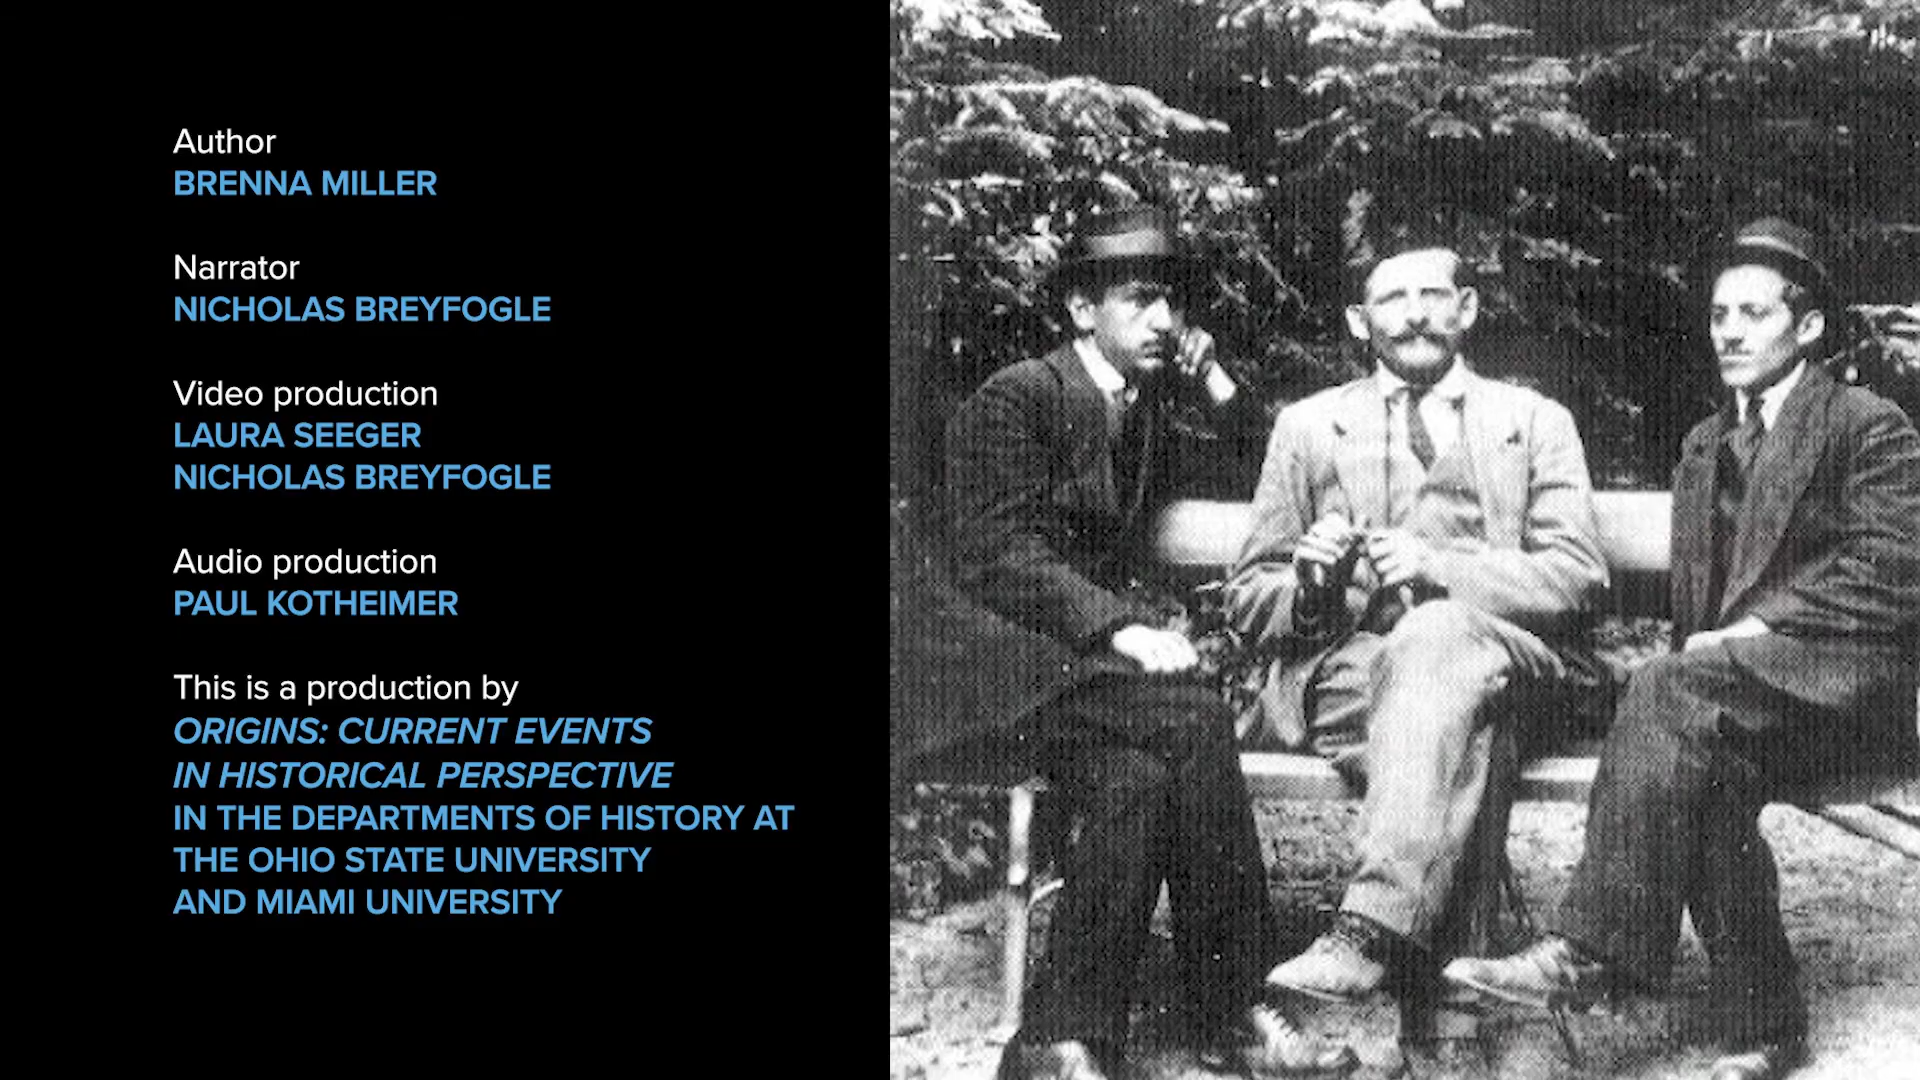 Author
BRENNA MILLER
Narrator
NICHOLAS BREYFOGLE
Video production
LAURA SEEGER
NICHOLAS BREYFOGLE
Audio production
PAUL KOTHEIMER
This is a production by
ORIGINS: CURRENT EVENTS
IN HISTORICAL PERSPECTIVE
IN THE DEPARTMENTS OF HISTORY AT
THE OHIO STATE UNIVERSITY
AND MIAMI UNIVERSITY